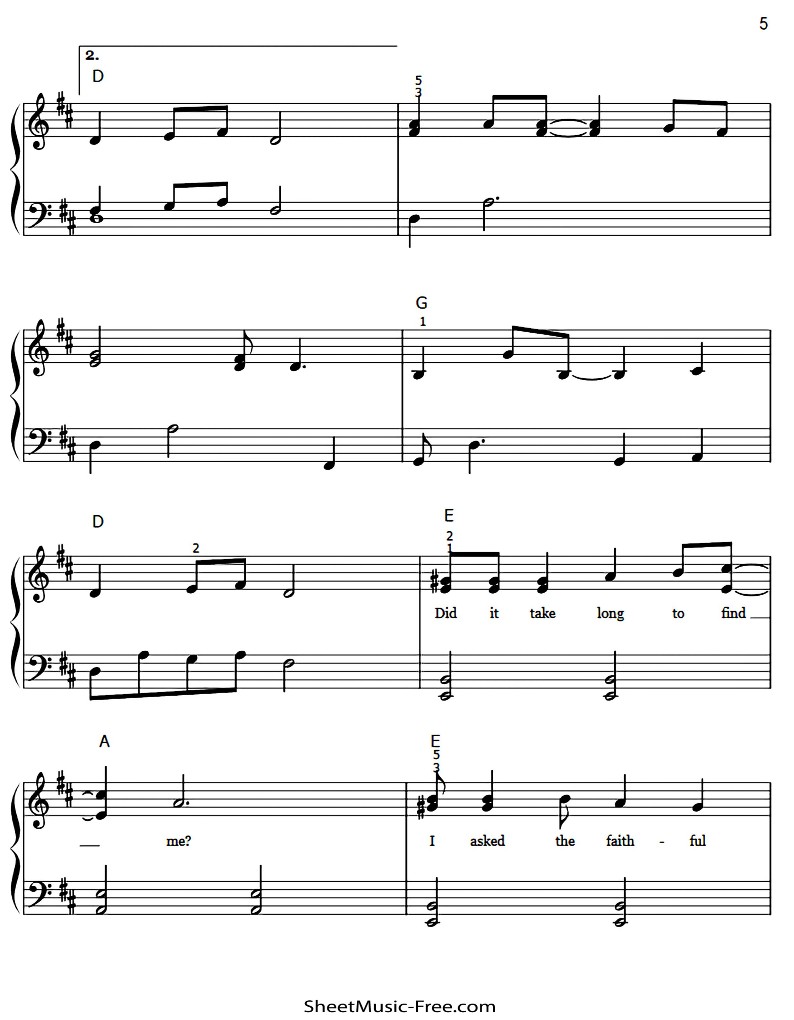 5
2.
D
5
3
G
1
D
2
E
2
1
Did it take long to find
A
E
5
3
me? I asked the faith - ful
SheetMusic-Free.com